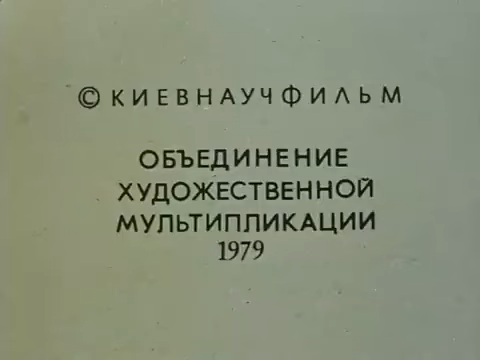 © КИЕВНАУЧФИЛЬМ
ОБЪЕДИНЕНИЕ
ХУДОЖЕСТВЕННОЙ
МУЛЬТИПЛИКАЦИИ
1979